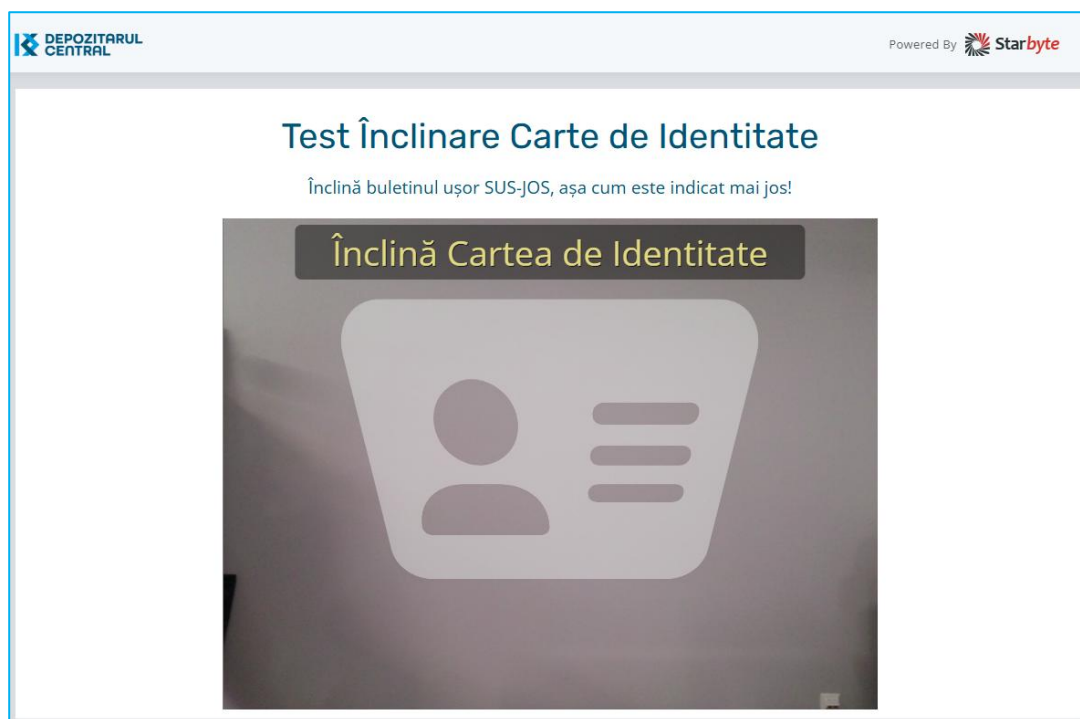 DEPOZITARUL
CENTRAL
Powered By Starbyte
Test Înclinare Carte de Identitate
Înclină buletinul ușor SUS-JOS, așa cum este indicat mai jos!
Înclină Cartea de Identitate